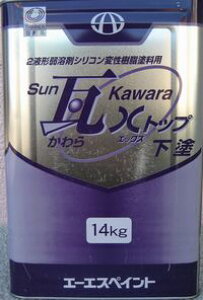 2液形弱溶剤シリコン変性樹脂塗料用
Sun 瓦 Kawara
かわら
Xトップ
エックス
下塗
14kg
エーエスペイント